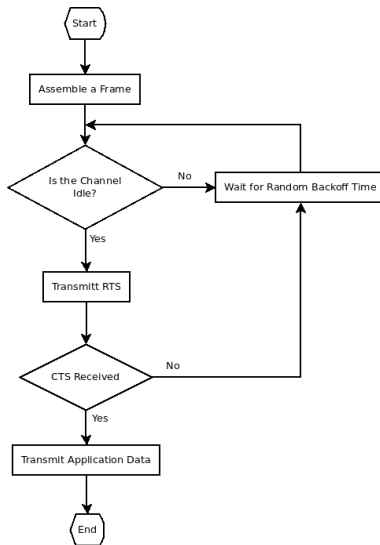 Start
Assemble a Frame
Is the Channel
Idle?
No
Wait for Random Backoff Time
Yes
Transmitt RTS
CTS Received
No
Yes
Transmit Application Data
End